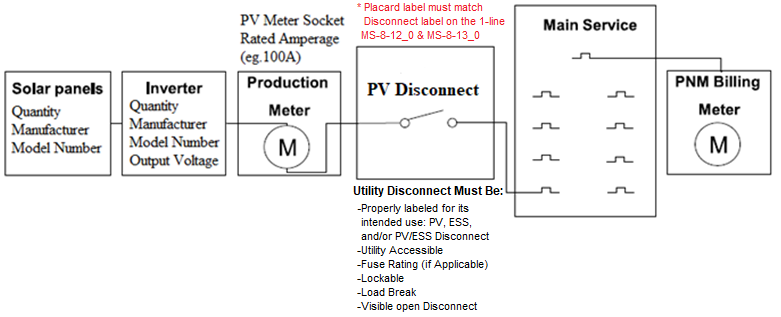 * Placard label must match
Disconnect label on the 1-line
MS-8-12_0 & MS-8-13_0
PV Meter Socket
Rated Amperage
(eg.100A)
Solar panels
Quantity
Manufacturer
Model Number
Inverter
Quantity
Manufacturer
Model Number
Output Voltage
Production
Meter
M
PV Disconnect
Main Service
PNM Billing
Meter
M
Utility Disconnect Must Be:
-Properly labeled for its
intended use: PV, ESS,
and/or PV/ESS Disconnect
-Utility Accessible
-Fuse Rating (if Applicable)
-Lockable
-Load Break
-Visible open Disconnect